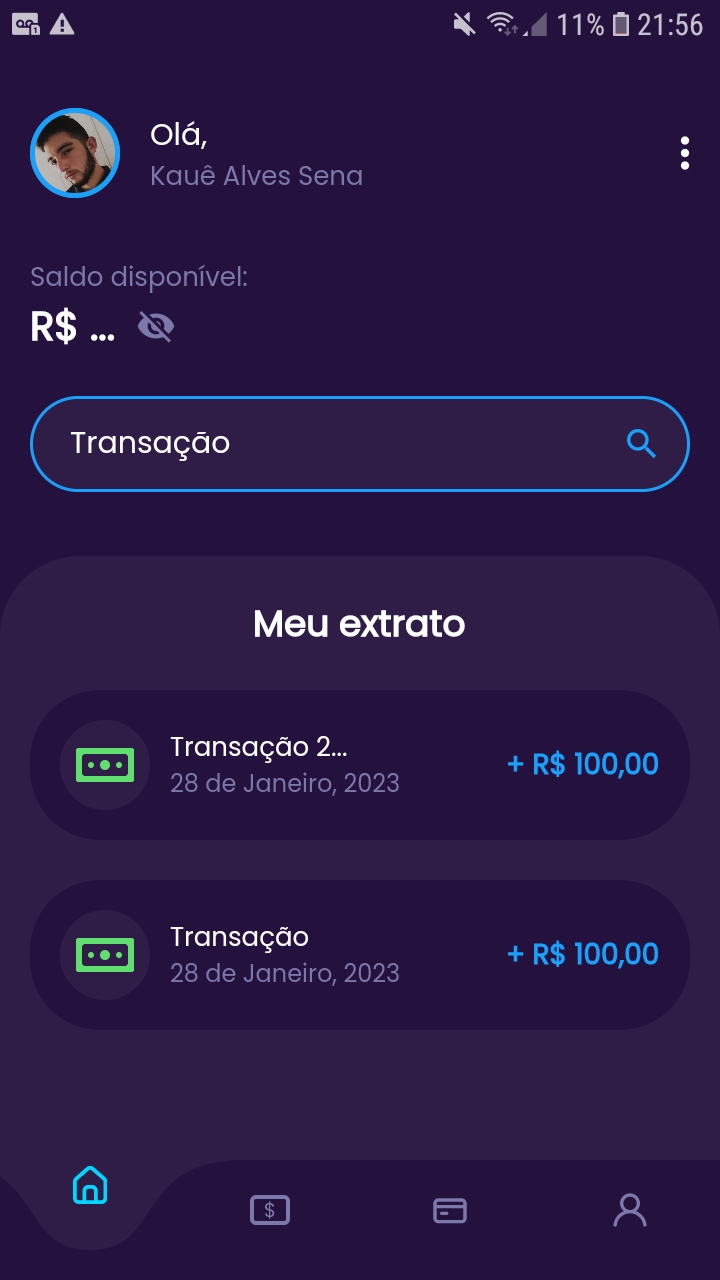 11% 21:56
Olá,
Kauê Alves Sena
Saldo disponível:
R$ ...
Transação
Meu extrato
Transação 2...
28 de Janeiro, 2023
+ R$ 100,00
Transação
28 de Janeiro, 2023
+ R$ 100,00
$